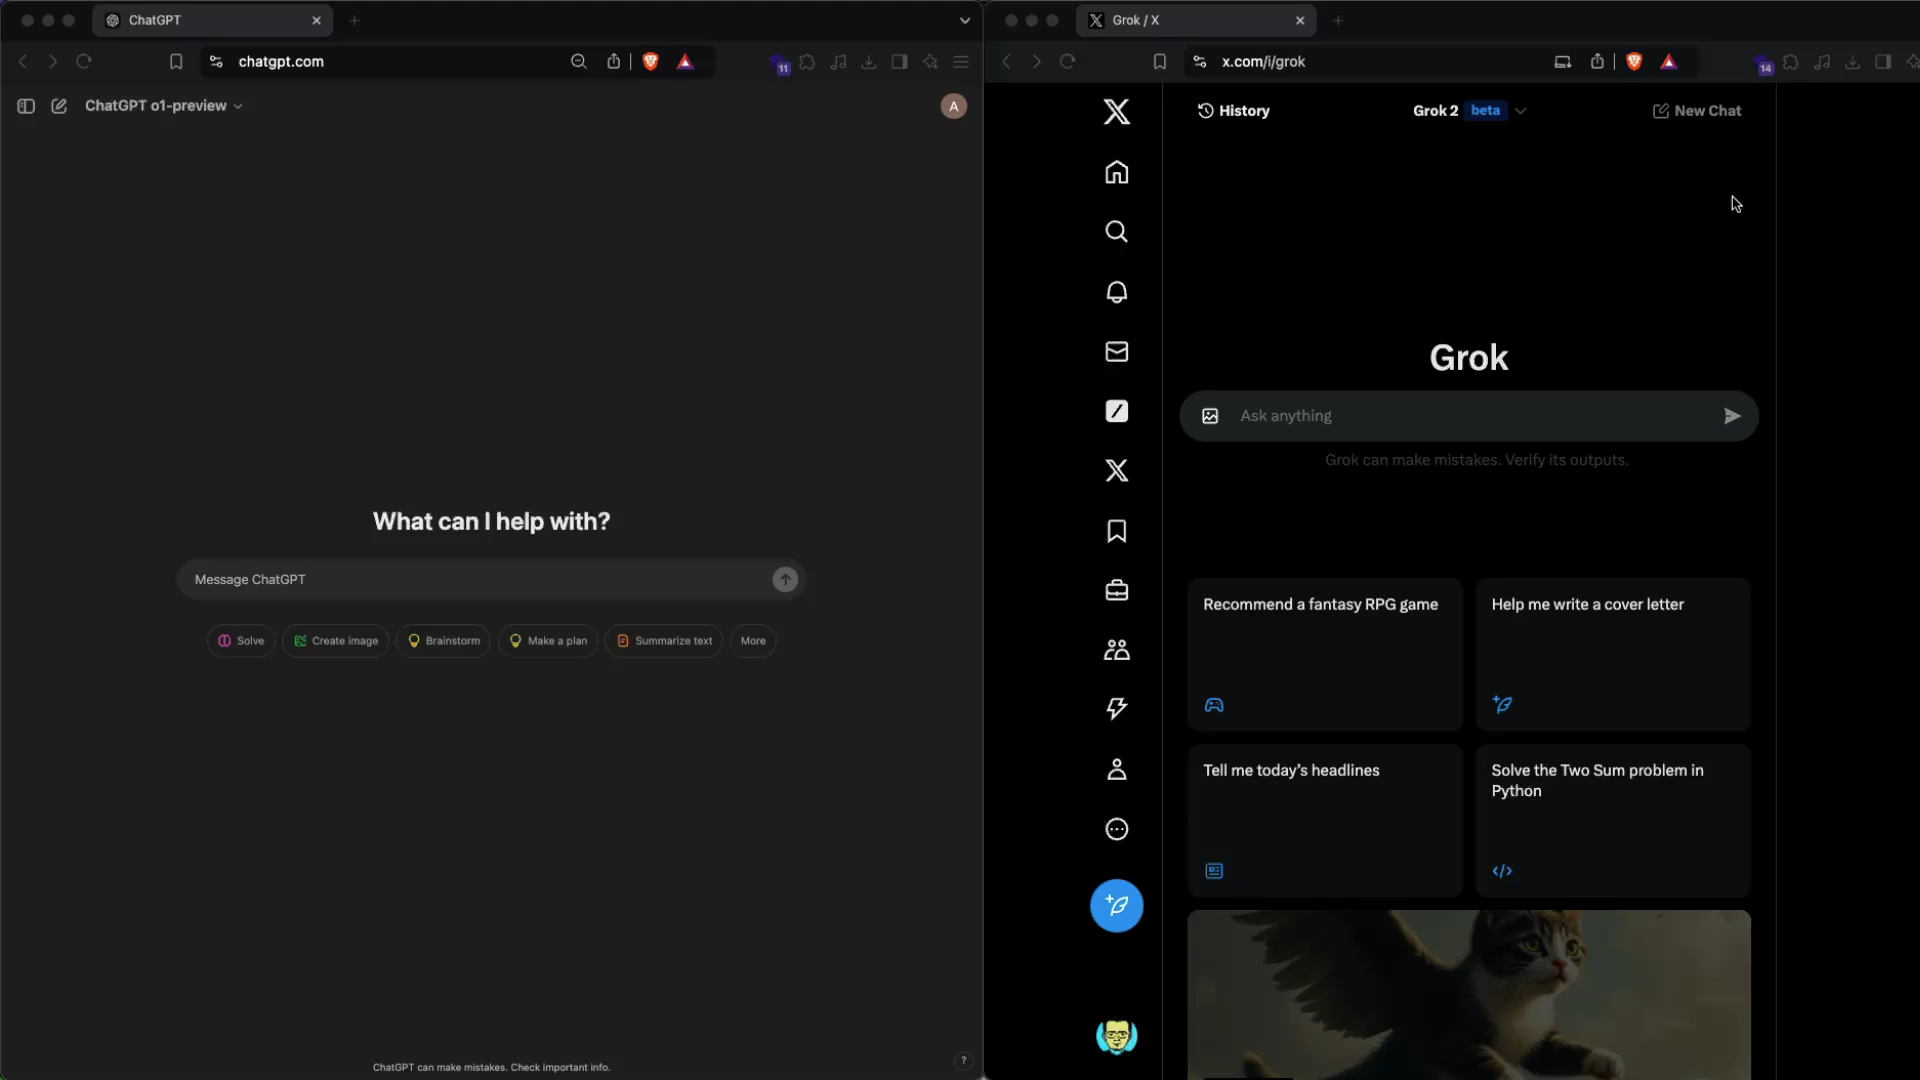 ChatGPT
chatgpt.com
11
ChatGPT o1-preview
A
What can I help with?
Message ChatGPT
Solve
Create image
Brainstorm
Make a plan
Summarize text
More
ChatGPT can make mistakes. Check important info.
?
Grok / X
x.com/i/grok
14
History
Grok 2 beta
New Chat
Grok
Ask anything
Grok can make mistakes. Verify its outputs.
Recommend a fantasy RPG game
Help me write a cover letter
Tell me today's headlines
Solve the Two Sum problem in
Python